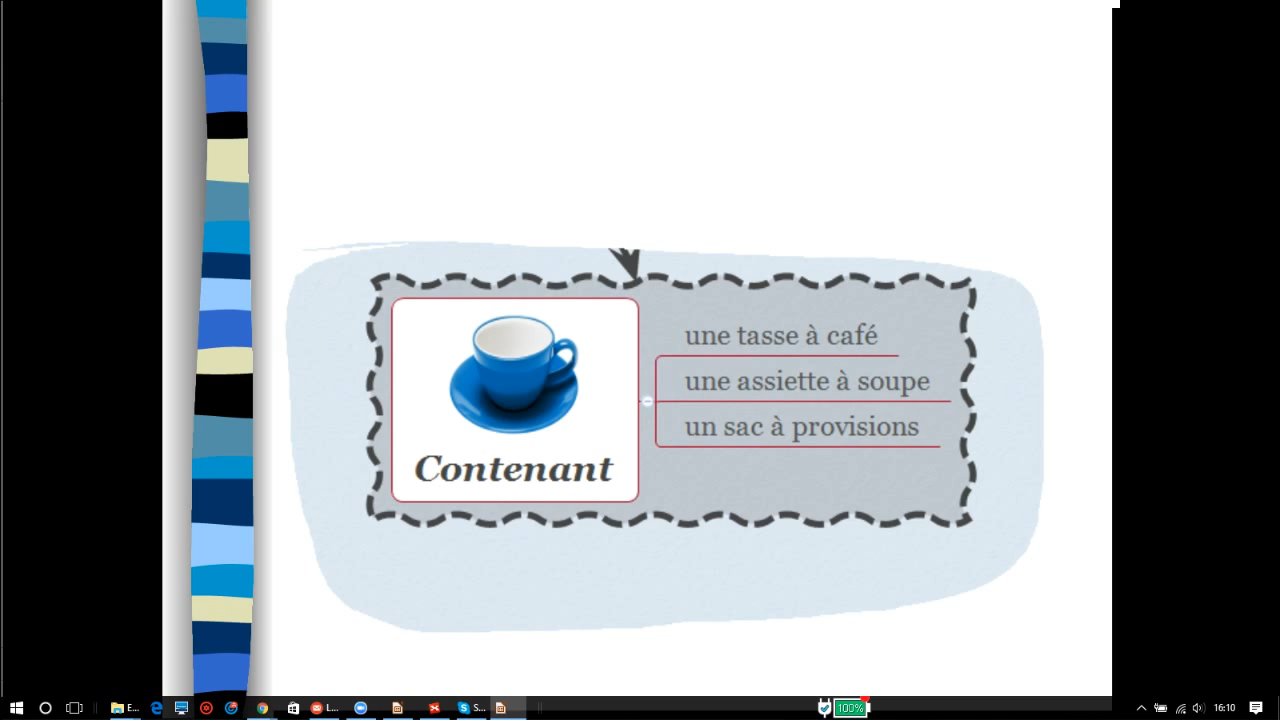 une tasse à café
une assiette à soupe
un sac à provisions
Contenant
E...
L...
S...
100%
16:10